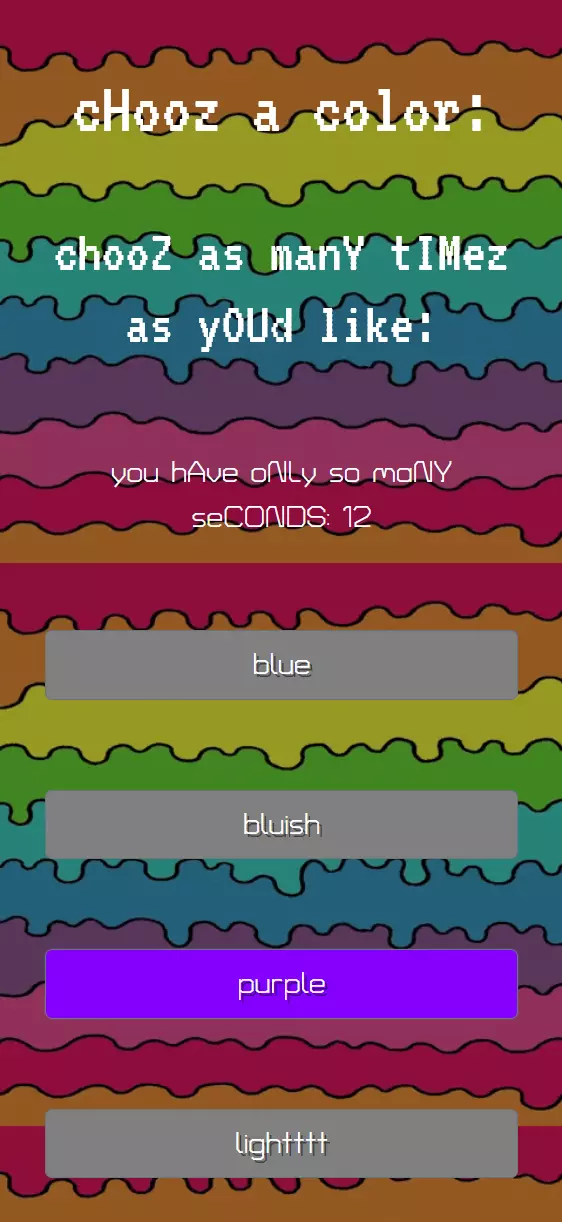 cHooz a color:
chooZ as manY tIMez
as yOUd like:
you hAve oNLy so maNY
seCONDS: 12
blue
bluish
purple
lightttt